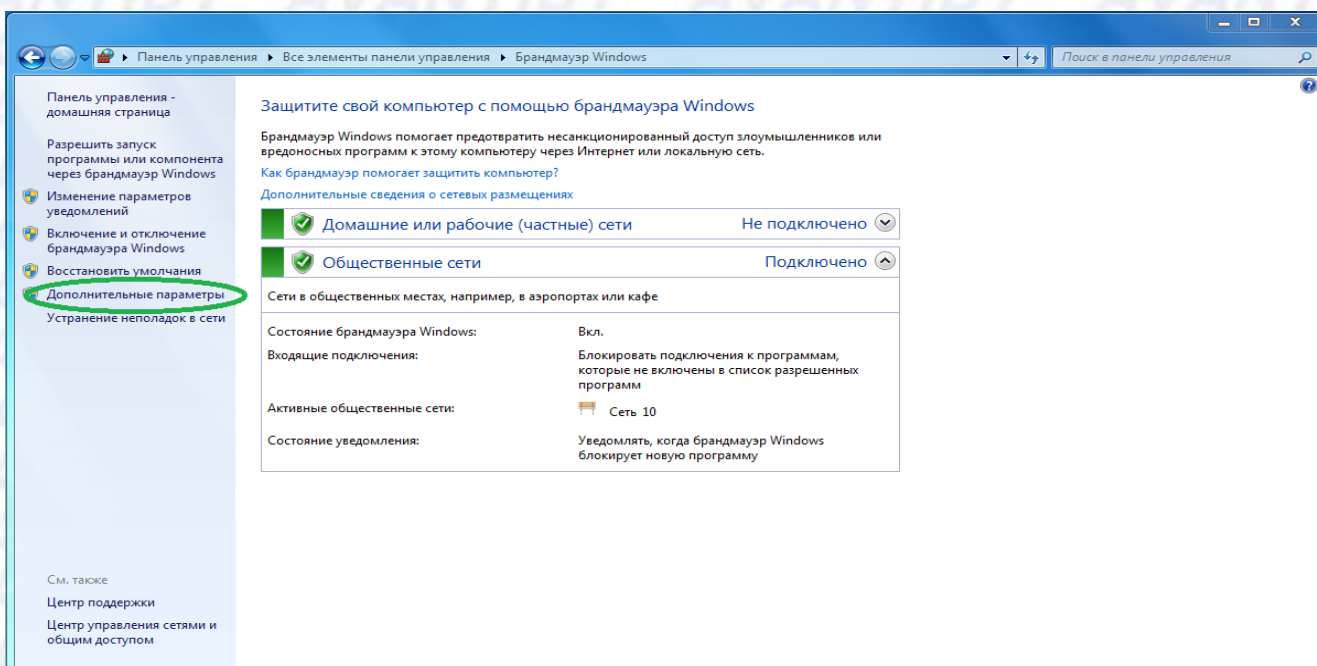 Панель управления ▸ Все элементы панели управления ▸ Брандмауэр Windows
Поиск в панели управления
Панель управления -
домашняя страница
Разрешить запуск
программы или компонента
через брандмауэр Windows
Изменение параметров
уведомлений
Включение и отключение
брандмауэра Windows
Восстановить умолчания
Дополнительные параметры
Устранение неполадок в сети
См. также
Центр поддержки
Центр управления сетями и
общим доступом
Защитите свой компьютер с помощью брандмауэра Windows
Брандмауэр Windows помогает предотвратить несанкционированный доступ злоумышленников или
вредоносных программ к этому компьютеру через Интернет или локальную сеть.
Как брандмауэр помогает защитить компьютер?
Дополнительные сведения о сетевых размещениях
Домашние или рабочие (частные) сети Не подключено
Общественные сети Подключено
Сети в общественных местах, например, в аэропортах или кафе
Состояние брандмауэра Windows: Вкл.
Входящие подключения: Блокировать подключения к программам,
которые не включены в список разрешенных
программ
Активные общественные сети: Сеть 10
Состояние уведомления: Уведомлять, когда брандмауэр Windows
блокирует новую программу